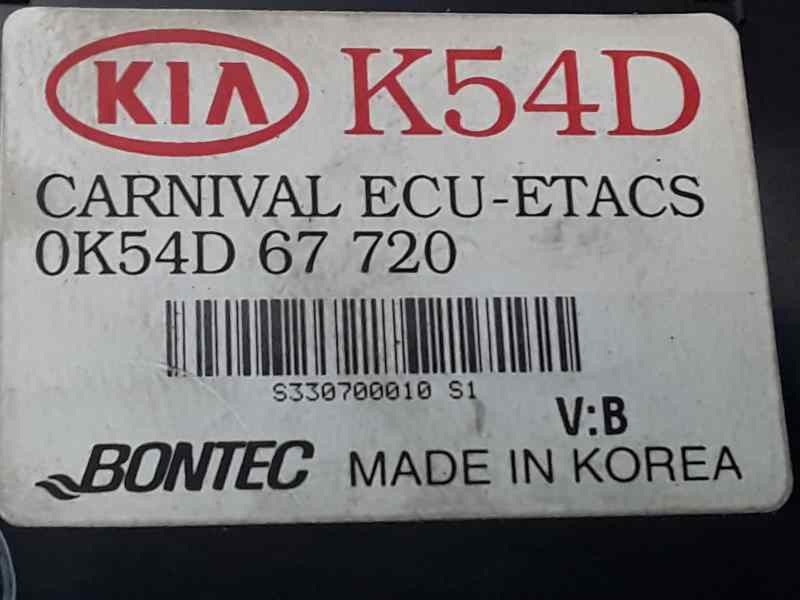 KIA K54D
CARNIVAL ECU-ETACS
0K54D 67 720
S330700010 S1
V:B
BONTEC MADE IN KOREA